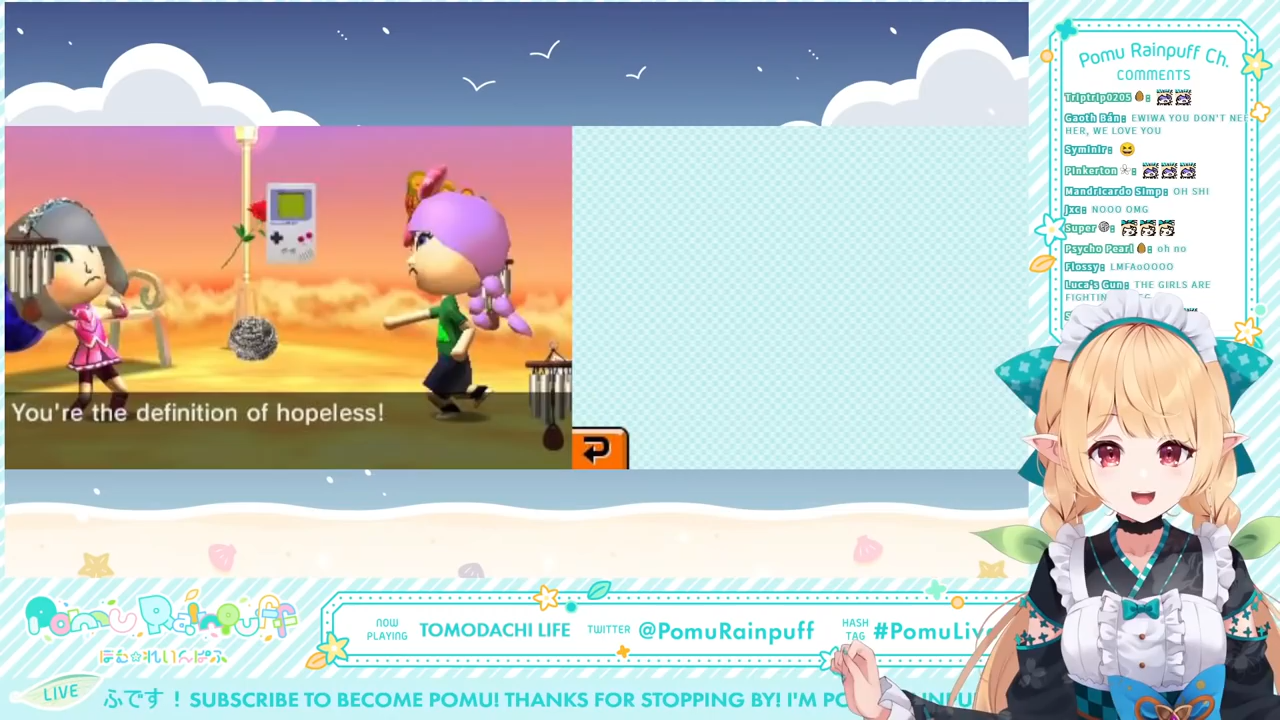 Pomu Rainpuff Ch.
COMMENTS
Triptrip0205 :
Gaoth Bán: EWIWA YOU DON'T NEE
HER, WE LOVE YOU
Syminir:
Pinkerton :
Mandricardo Simp: OH SHI
jxc: NOOO OMG
Super :
Psycho Pearl : oh no
Flossy: LMFAoOOOO
Luca's Gun: THE GIRLS ARE
You're the definition of hopeless!
Pomu Rainpuff
ほむ☆れいんぱふ
NOW
PLAYING
TOMODACHI LIFE
TWITTER
@PomuRainpuff
HASH
TAG
#PomuLiv
LIVE
ふです！SUBSCRIBE TO BECOME POMU! THANKS FOR STOPPING BY! I'M PO